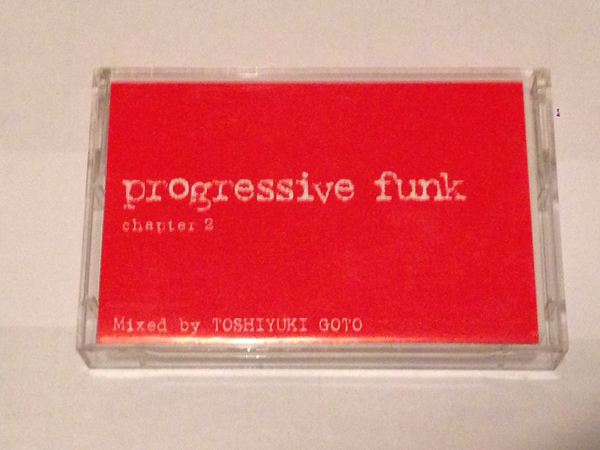 progressive funk
chapter 2
Mixed by TOSHIYUKI GOTO